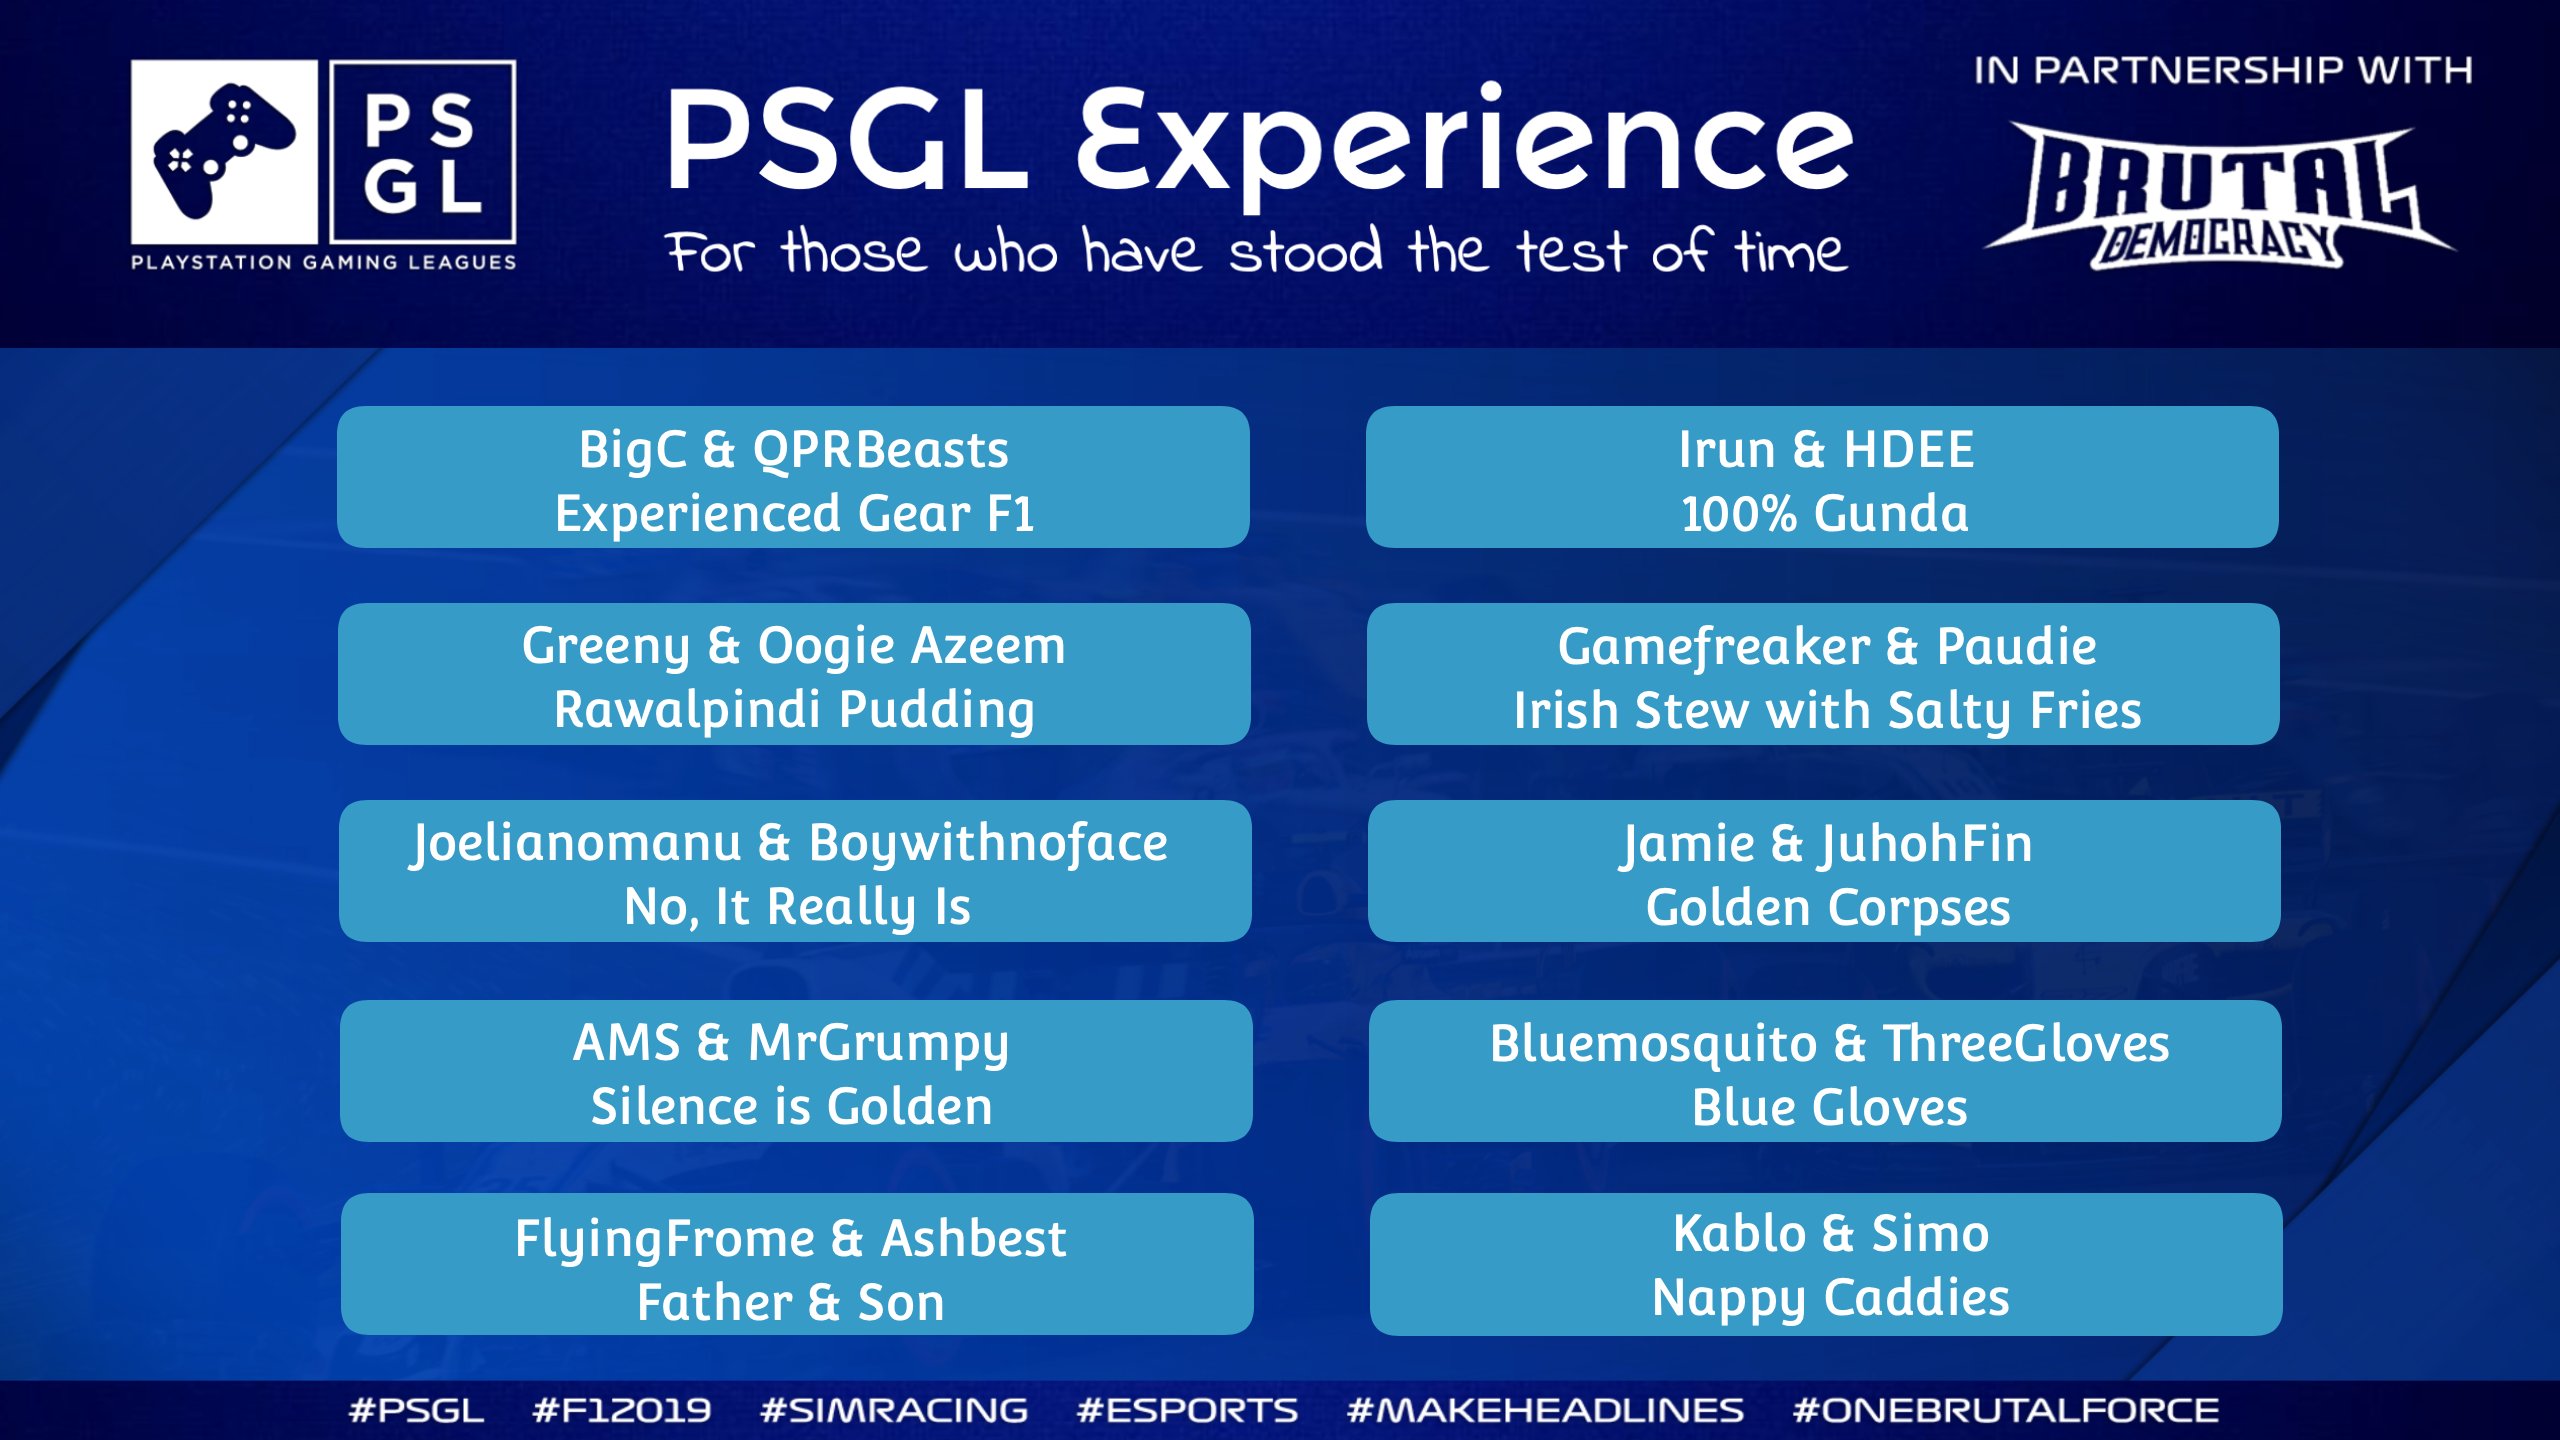 PS
GL
PLAYSTATION GAMING LEAGUES
PSGL Experience
For those who have stood the test of time
IN PARTNERSHIP WITH
BRUTAL
DEMOCRACY
BigC & QPRBeasts
Experienced Gear F1
Irun & HDEE
100% Gunda
Greeny & Oogie Azeem
Rawalpindi Pudding
Gamefreaker & Paudie
Irish Stew with Salty Fries
Joelianomanu & Boywithnoface
No, It Really Is
Jamie & JuhohFin
Golden Corpses
AMS & MrGrumpy
Silence is Golden
Bluemosquito & ThreeGloves
Blue Gloves
FlyingFrome & Ashbest
Father & Son
Kablo & Simo
Nappy Caddies
#PSGL #F12019 #SIMRACING #ESPORTS #MAKEHEADLINES #ONEBRUTALFORCE